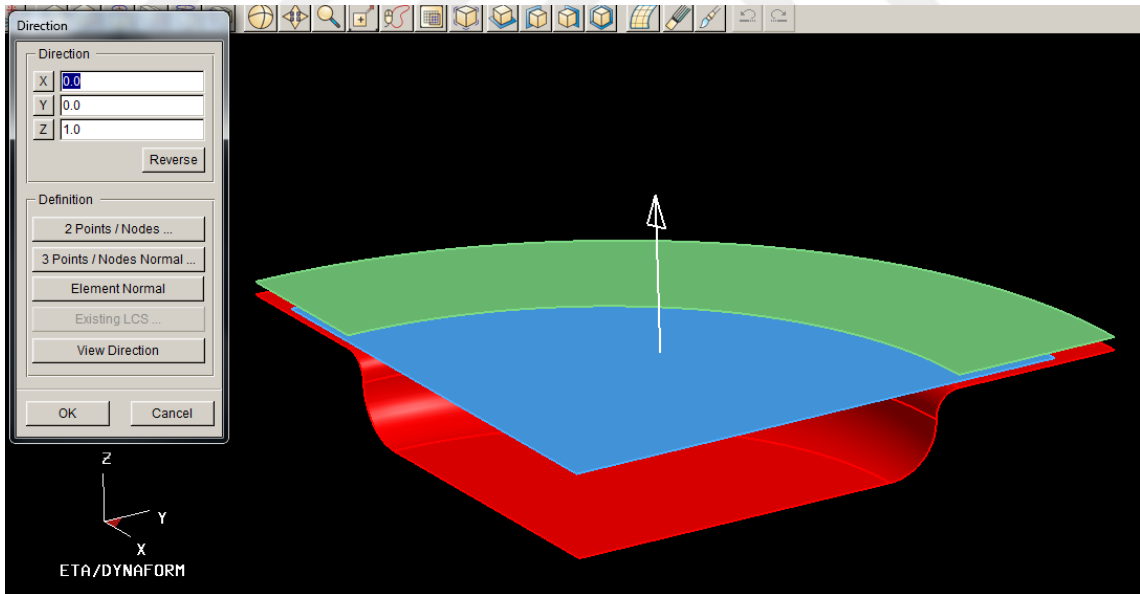 Direction
Direction
X 0.0
Y 0.0
Z 1.0
Reverse
Definition
2 Points / Nodes ...
3 Points / Nodes Normal ...
Element Normal
Existing LCS ...
View Direction
OK Cancel
Z
Y
X
ETA/DYNAFORM